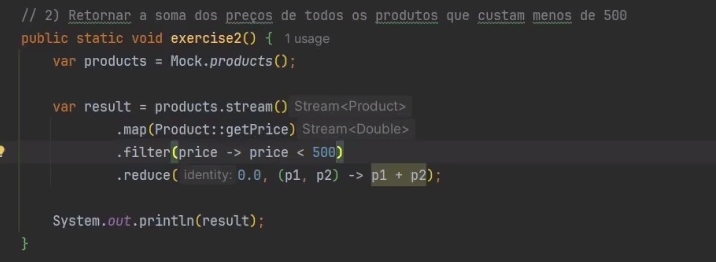 // 2) Retornar a soma dos preços de todos os produtos que custam menos de 500
public static void exercise2() { 1 usage
var products = Mock.products();
var result = products.stream() Stream<Product>
.map(Product::getPrice) Stream<Double>
.filter(price -> price < 500)
.reduce( identity: 0.0, (p1, p2) -> p1 + p2);
System.out.println(result);
}